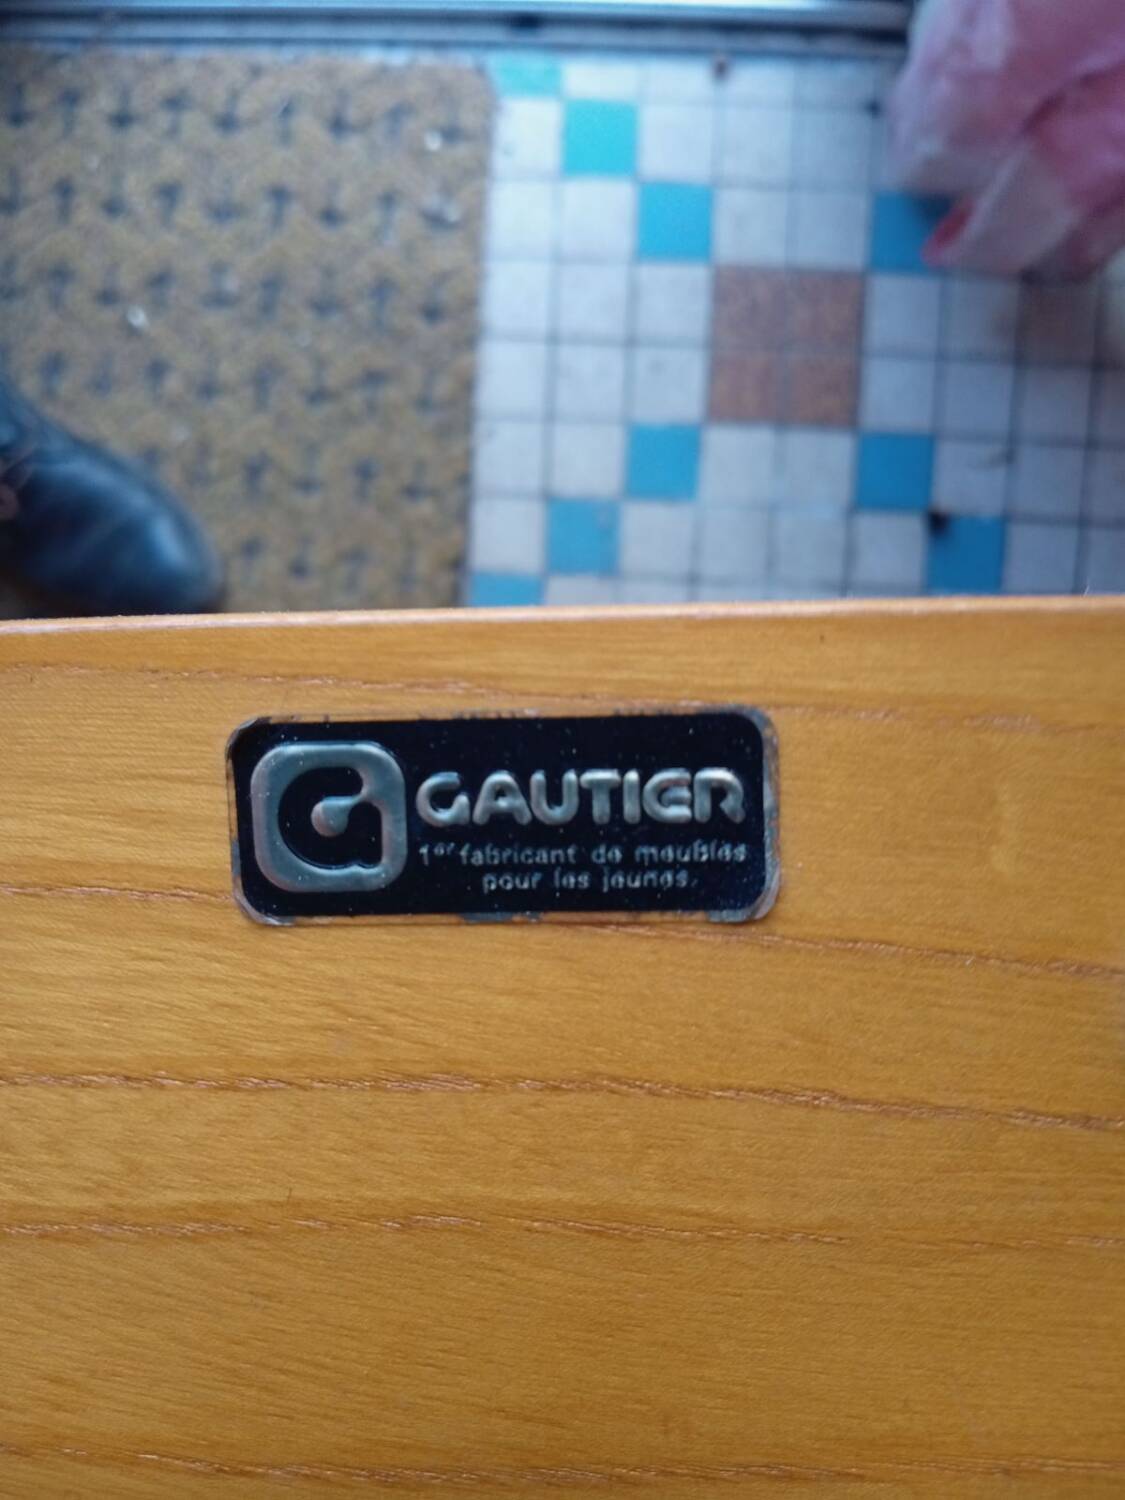 GAUTIER
1er fabricant de meubles
pour les jeunes.